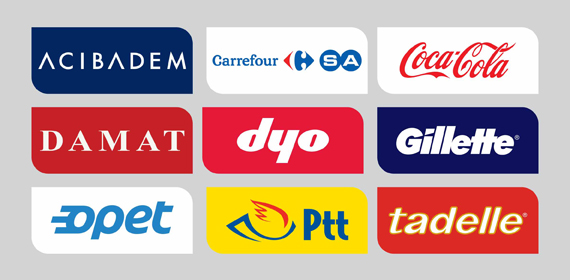 ACIBADEM
Carrefour SA
Coca-Cola
DAMAT
dyo
Gillette®
opet
Ptt
tadelle®